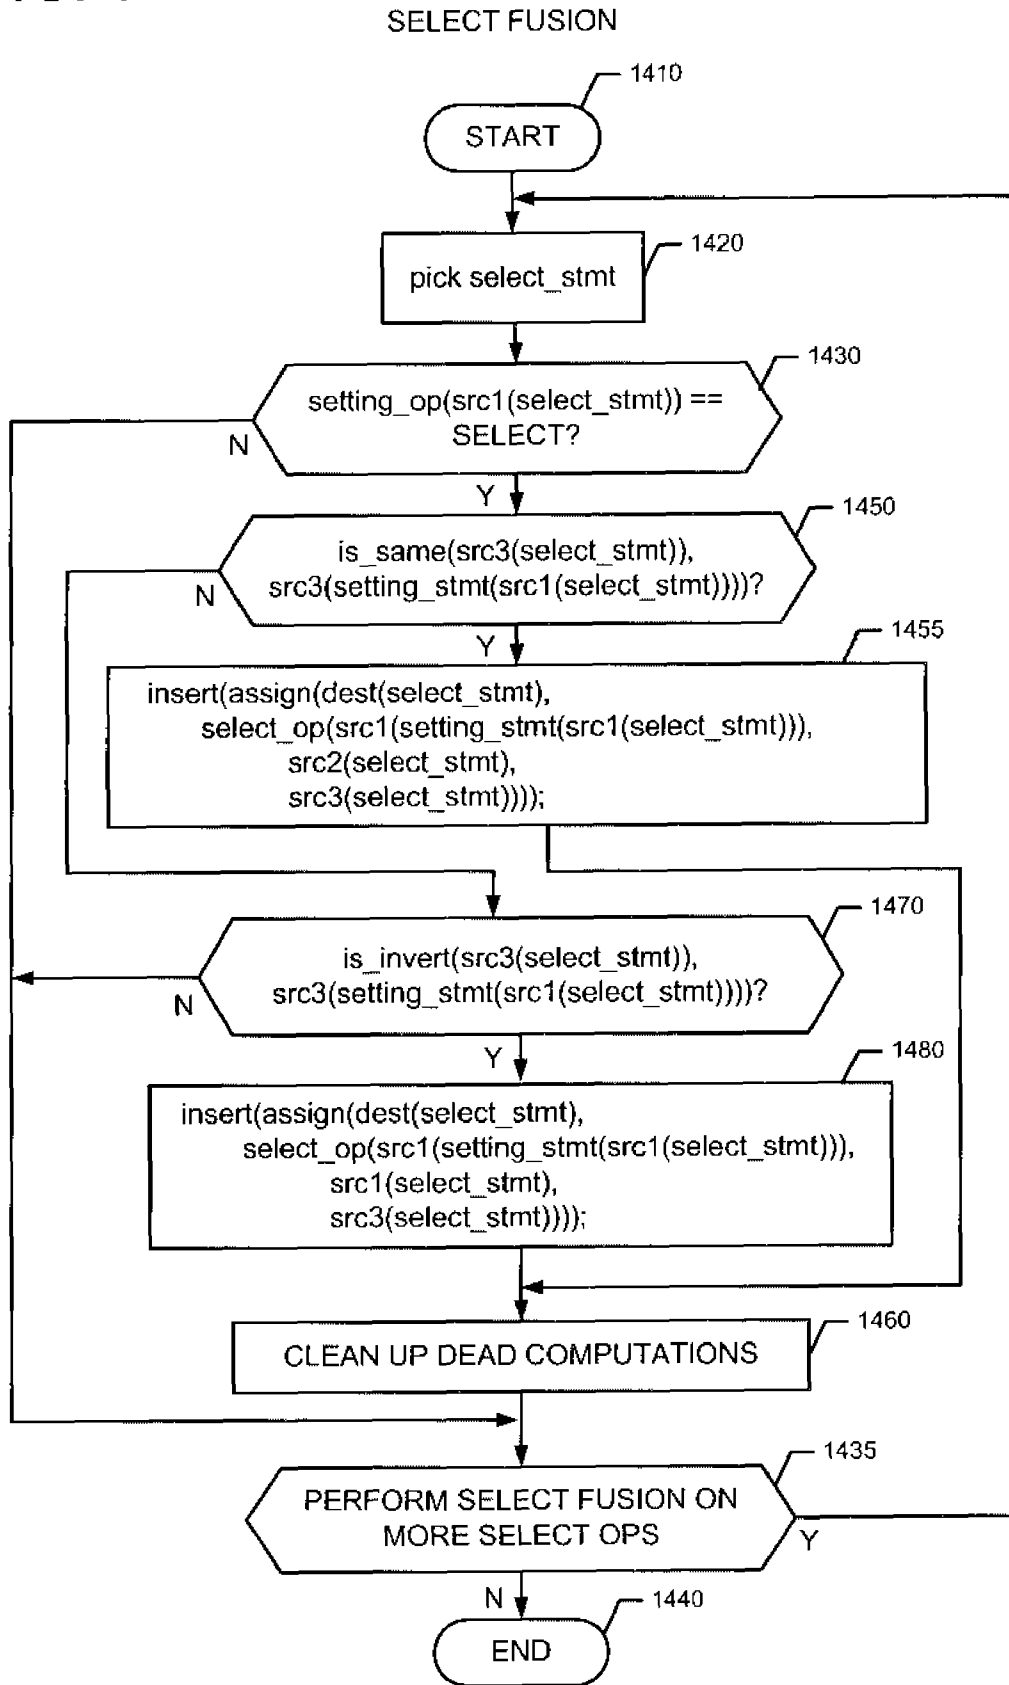 SELECT FUSION
1410
START
1420
pick select_stmt
1430
setting_op(src1(select_stmt)) ==
SELECT?
N
Y
1450
is_same(src3(select_stmt)),
src3(setting_stmt(src1(select_stmt))))?
N
Y
1455
insert(assign(dest(select_stmt),
select_op(src1(setting_stmt(src1(select_stmt))),
src2(select_stmt),
src3(select_stmt))));
1470
is_invert(src3(select_stmt)),
src3(setting_stmt(src1(select_stmt))))?
N
Y
1480
insert(assign(dest(select_stmt),
select_op(src1(setting_stmt(src1(select_stmt))),
src1(select_stmt),
src3(select_stmt))));
1460
CLEAN UP DEAD COMPUTATIONS
1435
PERFORM SELECT FUSION ON
MORE SELECT OPS
Y
N
1440
END